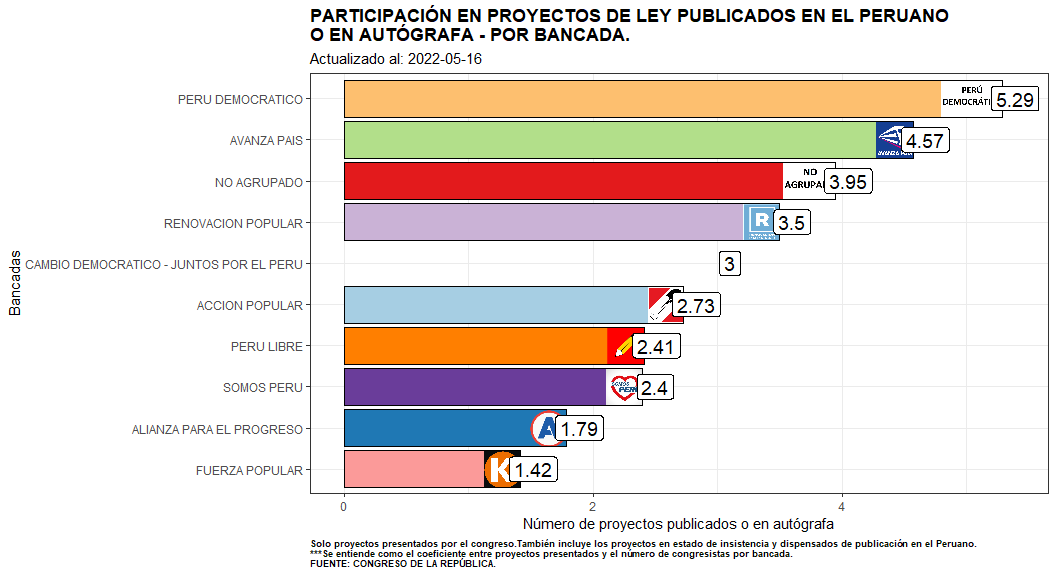 PARTICIPACIÓN EN PROYECTOS DE LEY PUBLICADOS EN EL PERUANO
O EN AUTÓGRAFA - POR BANCADA.
Actualizado al: 2022-05-16
Bancadas
PERU DEMOCRATICO
PERÚ
5.29
AVANZA PAIS
AVANZA
4.57
NO AGRUPADO
NO
3.95
RENOVACION POPULAR
R
3.5
CAMBIO DEMOCRATICO - JUNTOS POR EL PERU
3
ACCION POPULAR
2.73
PERU LIBRE
2.41
SOMOS PERU
SOMOS
2.4
ALIANZA PARA EL PROGRESO
A
1.79
FUERZA POPULAR
K
1.42
0 2 4
Número de proyectos publicados o en autógrafa
Solo proyectos presentados por el congreso.También incluye los proyectos en estado de insistencia y dispensados de publicación en el Peruano.
***Se entiende como el coeficiente entre proyectos presentados y el número de congresistas por bancada.
FUENTE: CONGRESO DE LA REPÚBLICA.